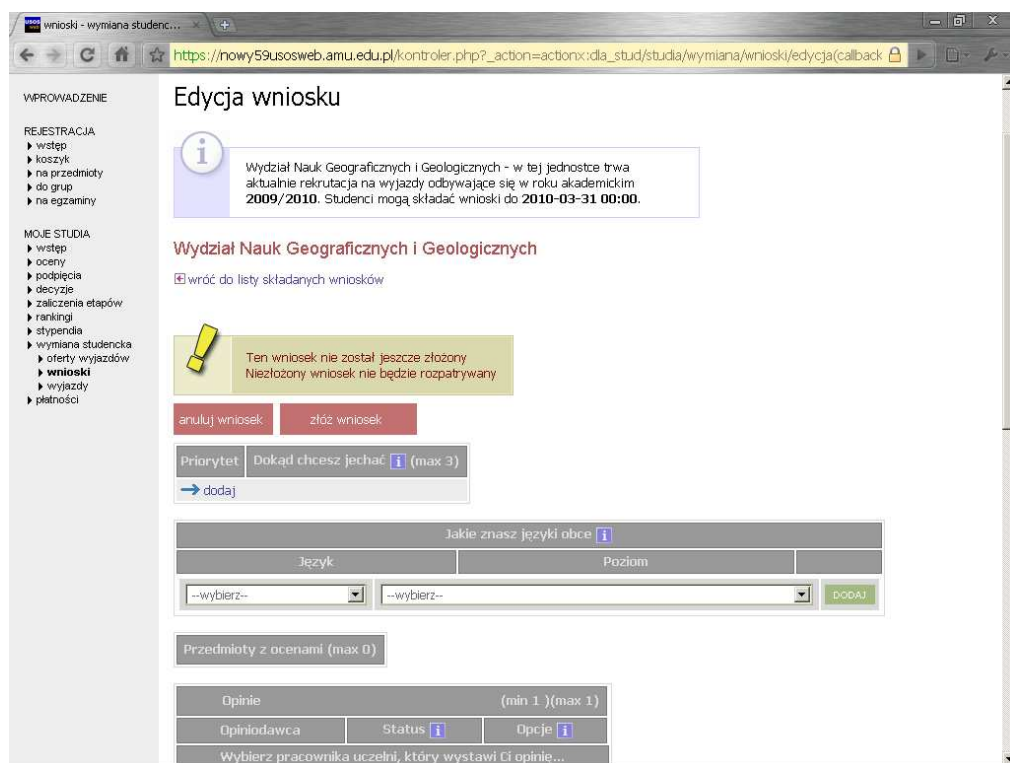 wnioski - wymiana studenc...
https://nowy59usosweb.amu.edu.pl/kontroler.php?_action=actionx:dla_stud/studia/wymiana/wnioski/edycja(callback
WPROWADZENIE
REJESTRACJA
wstęp
koszyk
na przedmioty
do grup
na egzaminy
MOJE STUDIA
wstęp
oceny
podpięcia
decyzje
zaliczenia etapów
rankingi
stypendia
wymiana studencka
oferty wyjazdów
wnioski
wyjazdy
płatności
Edycja wniosku
Wydział Nauk Geograficznych i Geologicznych - w tej jednostce trwa
aktualnie rekrutacja na wyjazdy odbywające się w roku akademickim
2009/2010. Studenci mogą składać wnioski do 2010-03-31 00:00.
Wydział Nauk Geograficznych i Geologicznych
wróć do listy składanych wniosków
Ten wniosek nie został jeszcze złożony
Niezłożony wniosek nie będzie rozpatrywany
anuluj wniosek złóż wniosek
Priorytet Dokąd chcesz jechać i (max 3)
dodaj
Jakie znasz języki obce i
Język Poziom
--wybierz-- --wybierz-- DODAJ
Przedmioty z ocenami (max 0)
Opinie (min 1 )(max 1)
Opiniodawca Status i Opcje i
Wybierz pracownika uczelni, który wystawi Ci opinię...